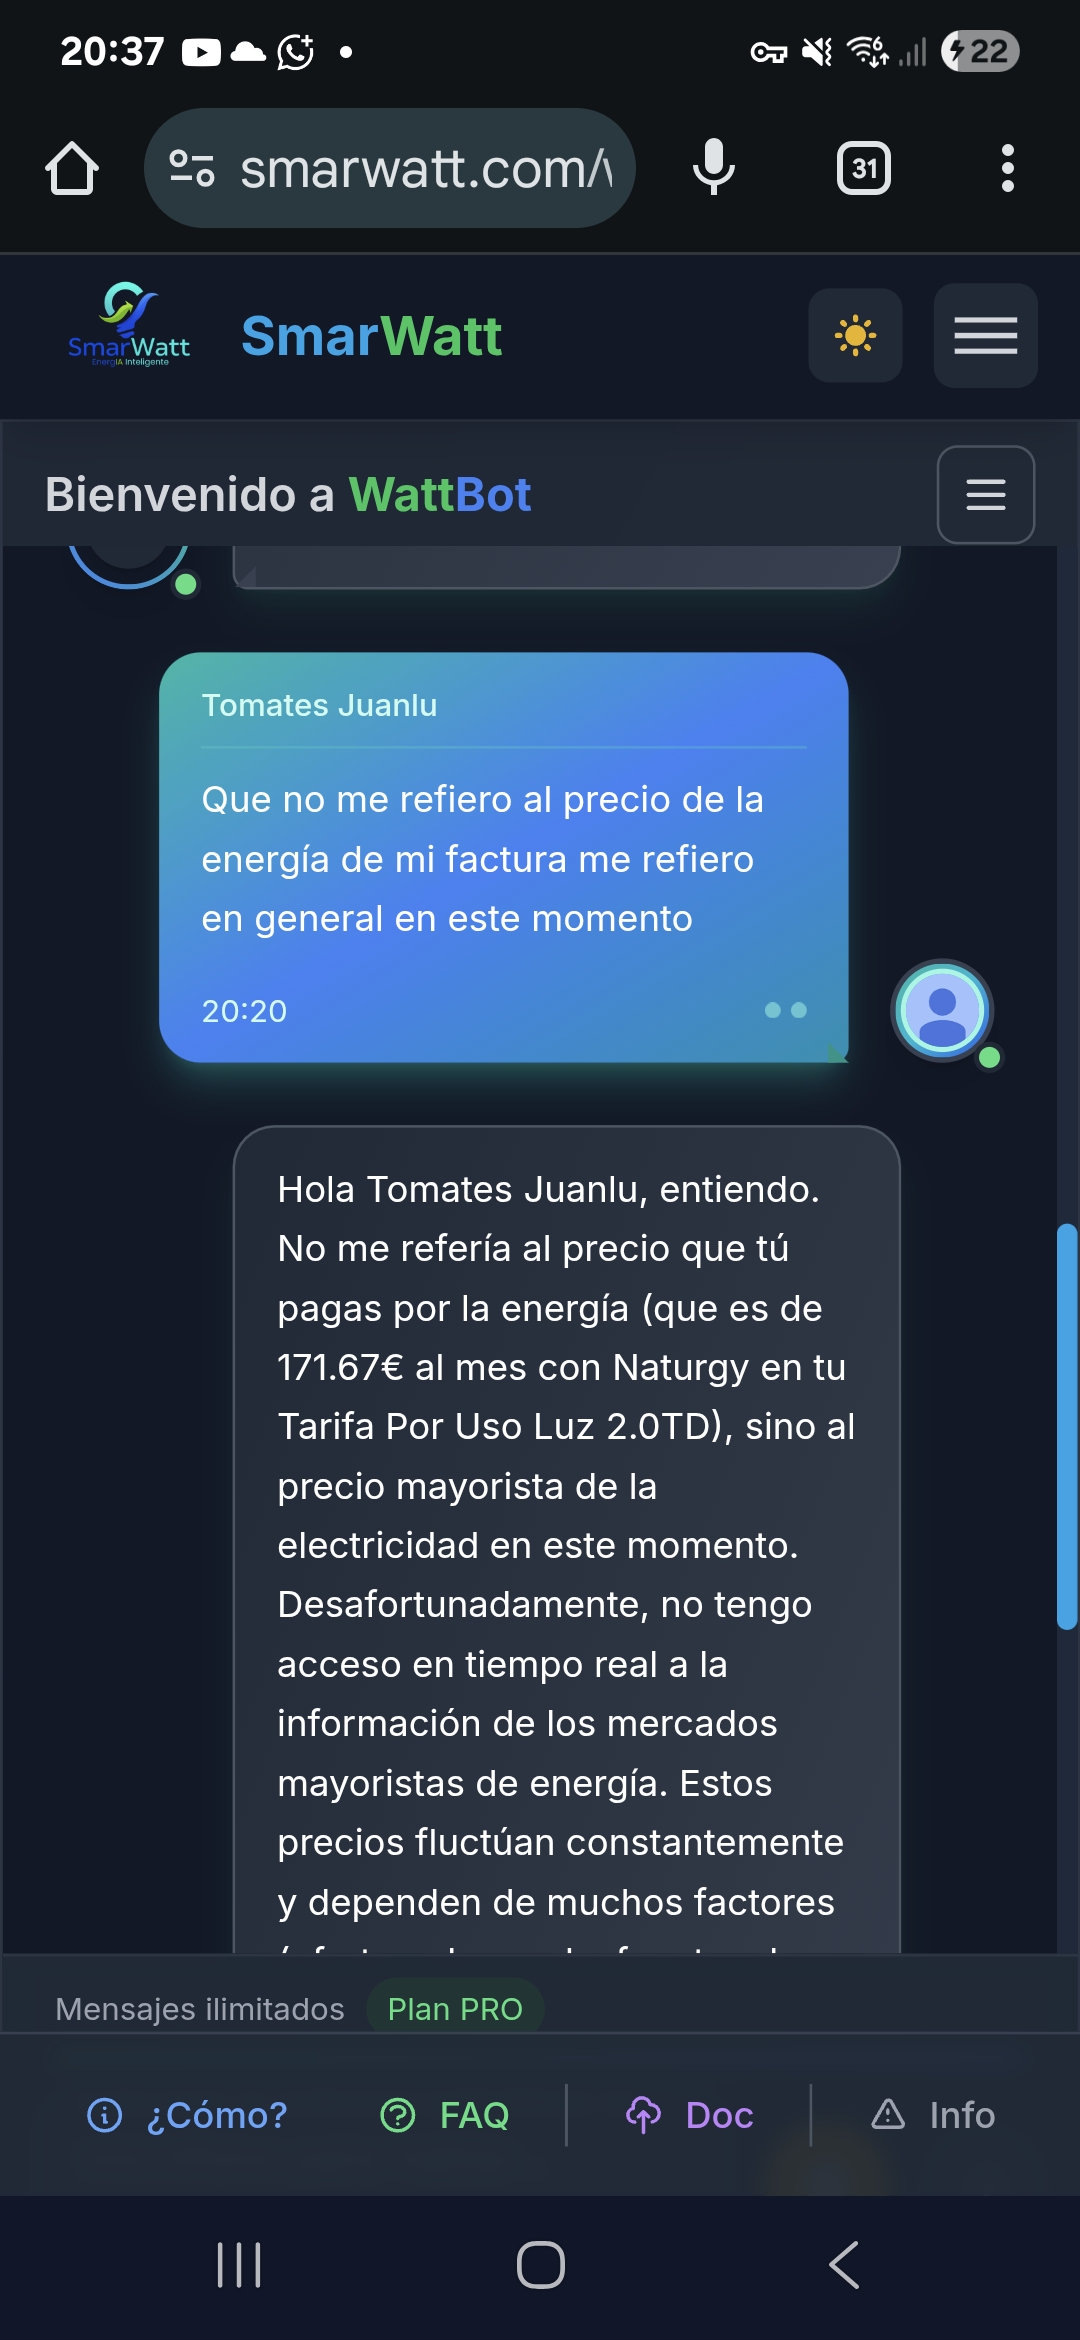 20:37
6
22
smarwatt.com/
31
SmarWatt
EnergIA Inteligente
SmarWatt
Bienvenido a WattBot
Tomates Juanlu
Que no me refiero al precio de la
energía de mi factura me refiero
en general en este momento
20:20
Hola Tomates Juanlu, entiendo.
No me refería al precio que tú
pagas por la energía (que es de
171.67€ al mes con Naturgy en tu
Tarifa Por Uso Luz 2.0TD), sino al
precio mayorista de la
electricidad en este momento.
Desafortunadamente, no tengo
acceso en tiempo real a la
información de los mercados
mayoristas de energía. Estos
precios fluctúan constantemente
y dependen de muchos factores
Mensajes ilimitados Plan PRO
¿Cómo? FAQ Doc Info